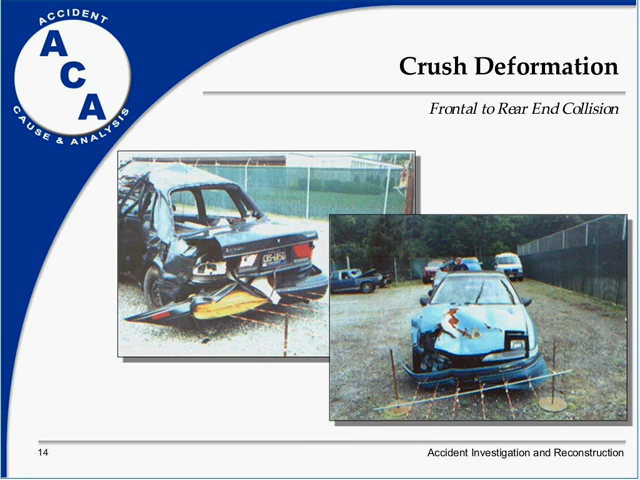 ACCIDENT
A
C
A
CAUSE & ANALYSIS
Crush Deformation
Frontal to Rear End Collision
14
Accident Investigation and Reconstruction